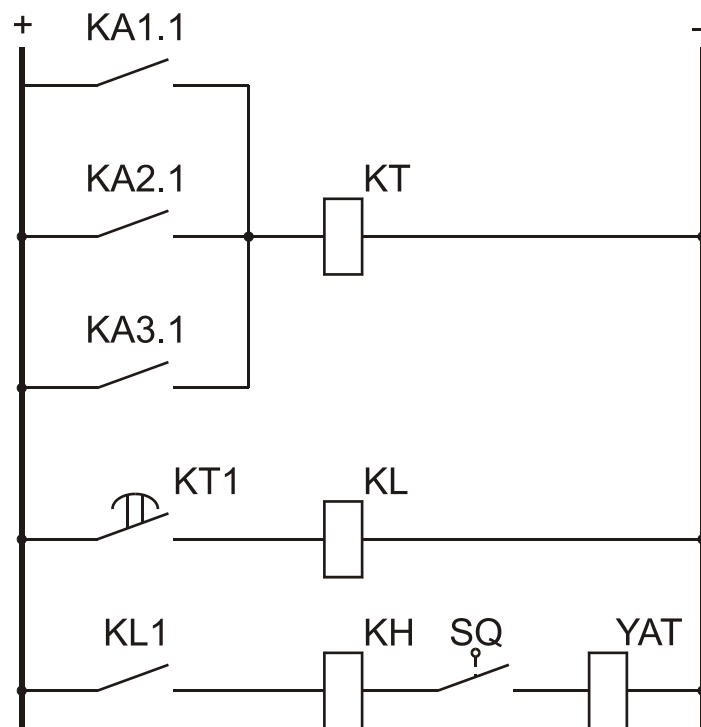 +
–
KA1.1
KA2.1
KT
KA3.1
KT1
KL
KL1
KH
SQ
YAT